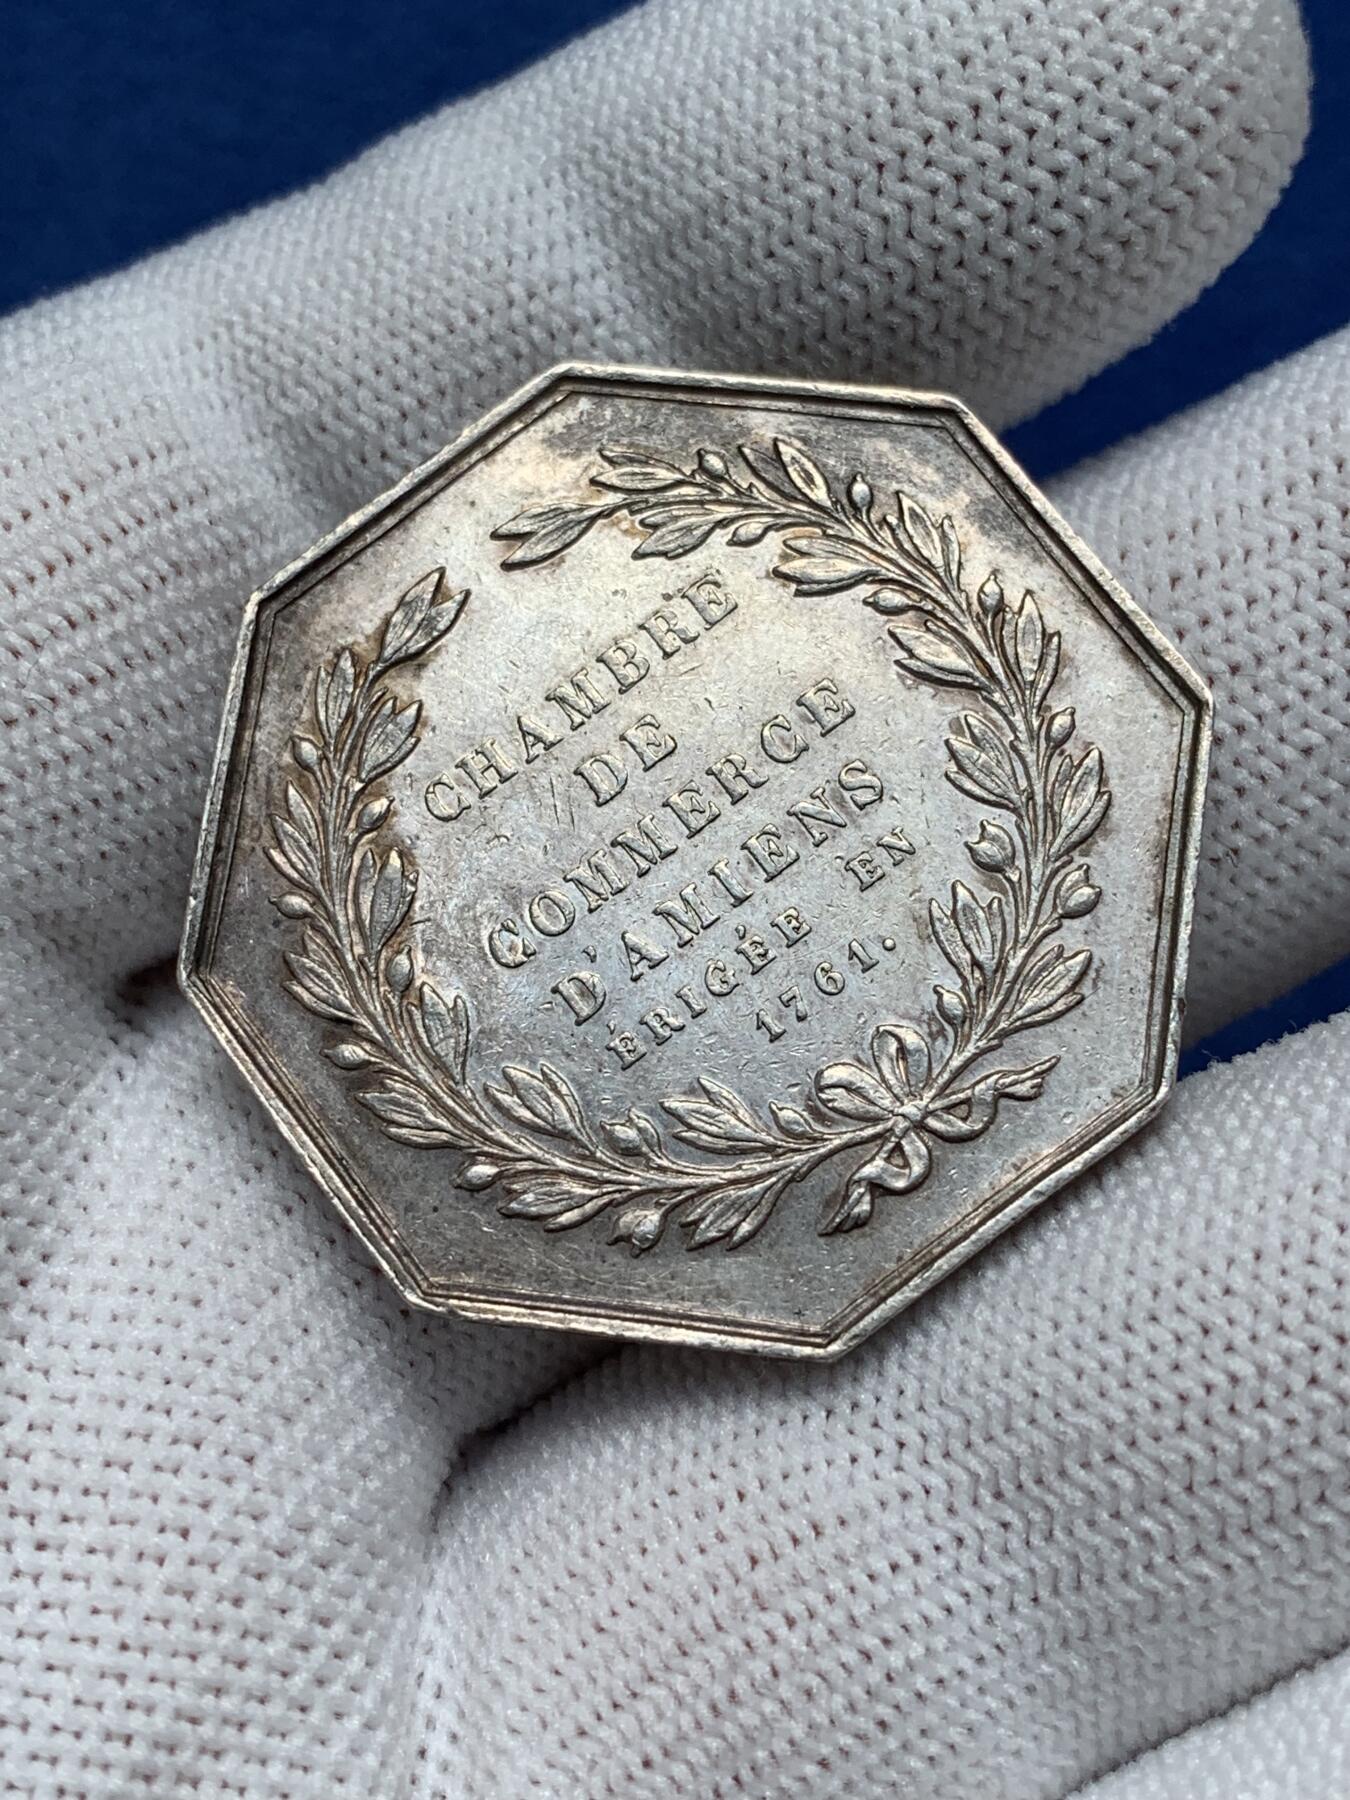 CHAMBRE
DE
COMMERCE
D'AMIENS
ÉRIGÉE EN
1761.